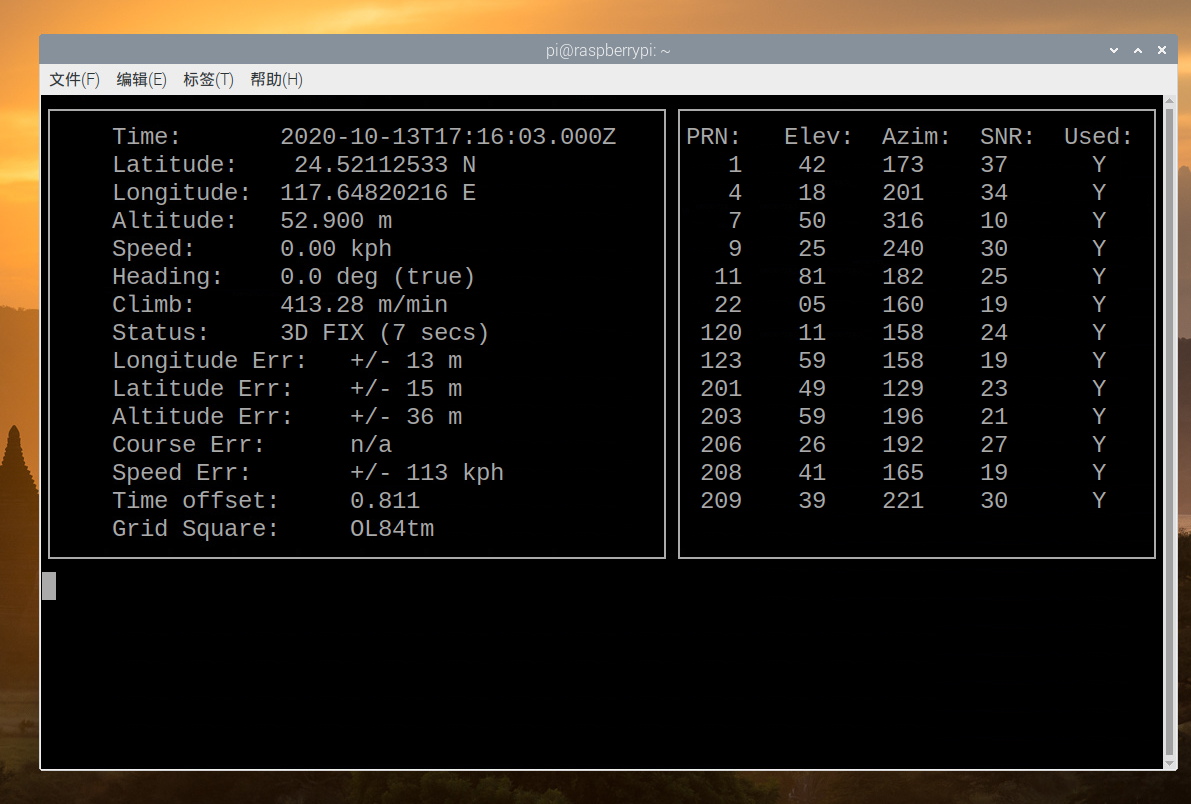 pi@raspberrypi: ~
文件(F) 编辑(E) 标签(T) 帮助(H)
Time: 2020-10-13T17:16:03.000Z
Latitude: 24.52112533 N
Longitude: 117.64820216 E
Altitude: 52.900 m
Speed: 0.00 kph
Heading: 0.0 deg (true)
Climb: 413.28 m/min
Status: 3D FIX (7 secs)
Longitude Err: +/- 13 m
Latitude Err: +/- 15 m
Altitude Err: +/- 36 m
Course Err: n/a
Speed Err: +/- 113 kph
Time offset: 0.811
Grid Square: OL84tm
PRN: Elev: Azim: SNR: Used:
1 42 173 37 Y
4 18 201 34 Y
7 50 316 10 Y
9 25 240 30 Y
11 81 182 25 Y
22 05 160 19 Y
120 11 158 24 Y
123 59 158 19 Y
201 49 129 23 Y
203 59 196 21 Y
206 26 192 27 Y
208 41 165 19 Y
209 39 221 30 Y